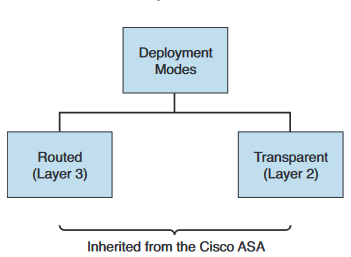 Deployment
Modes
Routed
(Layer 3)
Transparent
(Layer 2)
Inherited from the Cisco ASA